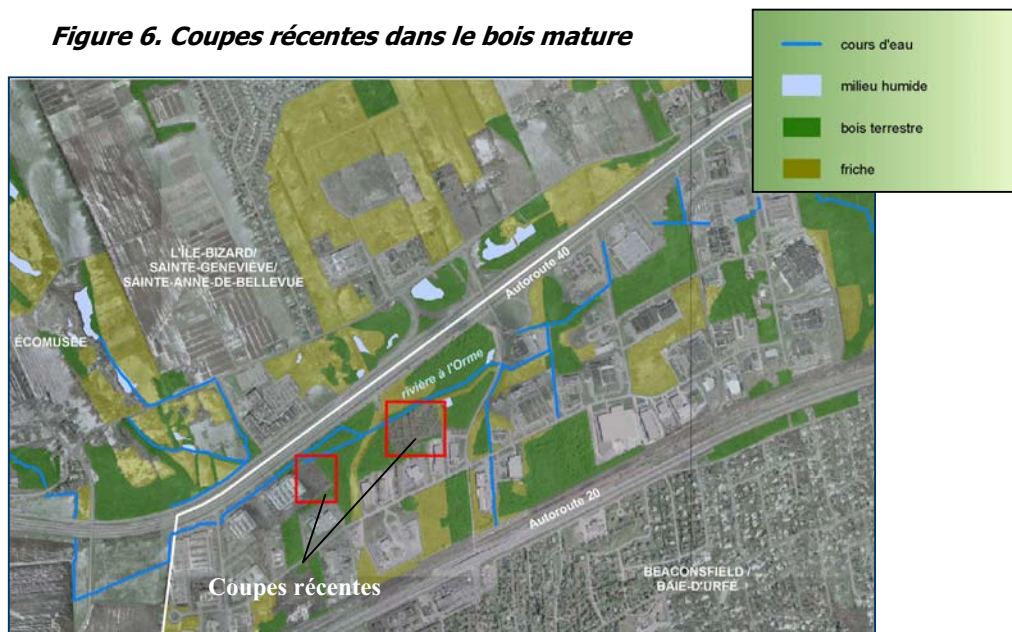 Figure 6. Coupes récentes dans le bois mature
cours d'eau
milieu humide
bois terrestre
friche
L'ÎLE-BIZARD/
SAINTE-GENEVIÈVE/
SAINTE-ANNE-DE-BELLEVUE
Autoroute 40
ÉCOMUSÉE
rivière à l'Orme
Autoroute 20
Coupes récentes
BEACONSFIELD /
BAIE-D'URFÉ